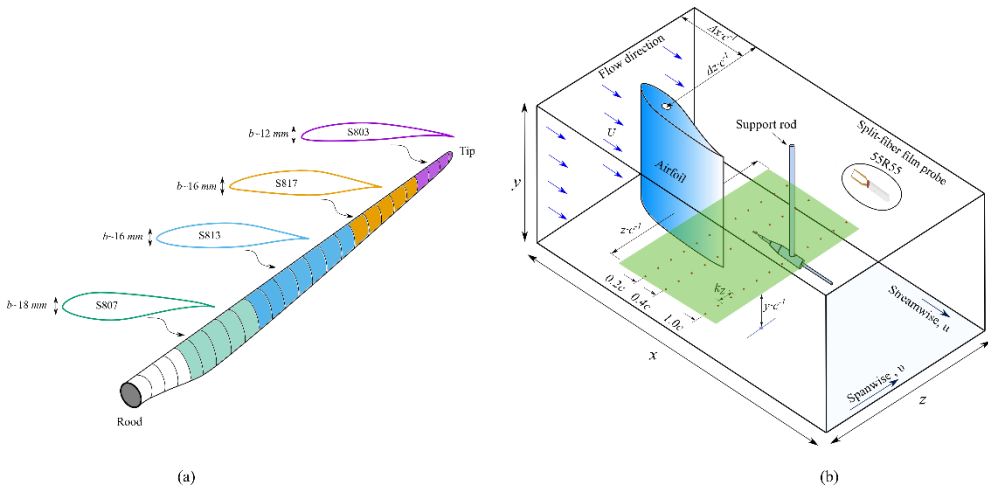 b~12 mm
S803
Tip
b~16 mm
S817
b~16 mm
S813
b~18 mm
S807
Rood
(a)
Flow direction
Δx·c⁻¹
Δz·c⁻¹
U
Support rod
Split-fiber film probe
55R55
Airfoil
y
z·c⁻¹
0.2c
0.4c
1.0c
y·c⁻¹
x
Streamwise, u
Spanwise, υ
z
(b)